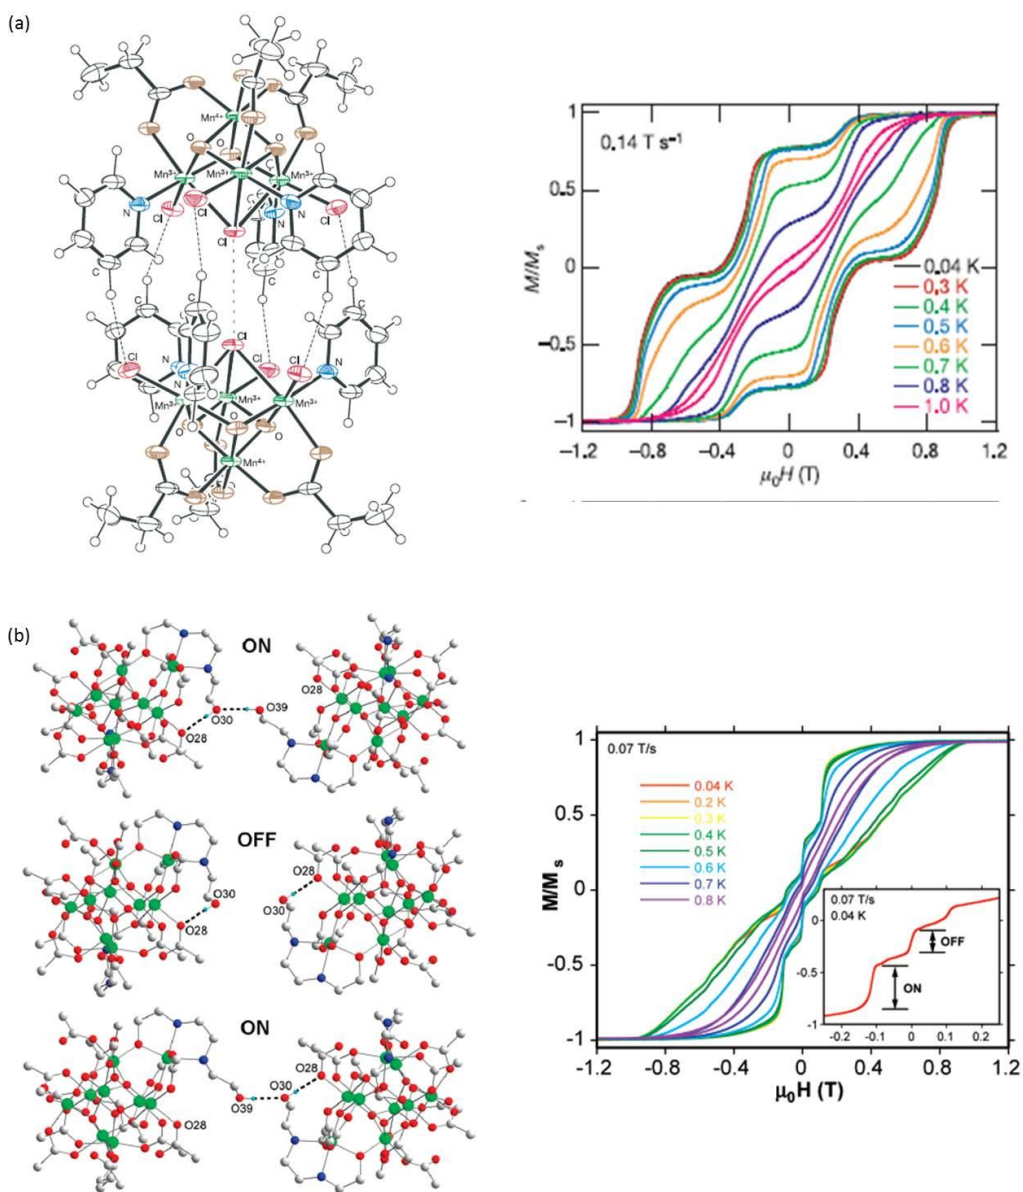 (a)
Mn4+
O
O
Mn3+
Mn3+
Mn3+
N
Cl
Cl
Cl
N
N
Cl
C
C
C
C
Cl
Cl
Cl
Cl
N
N
N
Mn3+
Mn3+
Mn3+
O
O
Mn4+
0.14 T s⁻¹
1
0.5
0
−0.5
−1
M/Ms
0.04 K
0.3 K
0.4 K
0.5 K
0.6 K
0.7 K
0.8 K
1.0 K
−1.2
−0.8
−0.4
0
0.4
0.8
1.2
μ₀H (T)
(b)
ON
O28
O30
O39
O28
OFF
O30
O28
O28
O30
ON
O28
O39
O30
O28
0.07 T/s
1
0.5
0
-0.5
-1
M/Ms
0.04 K
0.2 K
0.3 K
0.4 K
0.5 K
0.6 K
0.7 K
0.8 K
0.07 T/s
0.04 K
0
-0.5
-1
OFF
ON
-0.2
-0.1
0
0.1
0.2
-1.2
-0.8
-0.4
0
0.4
0.8
1.2
μ₀H (T)